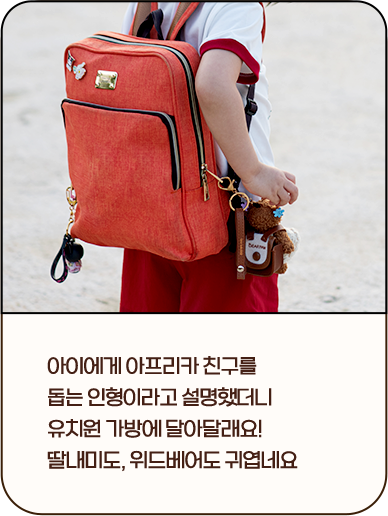 아이에게 아프리카 친구를
돕는 인형이라고 설명했더니
유치원 가방에 달아달래요!
딸내미도, 위드베어도 귀엽네요